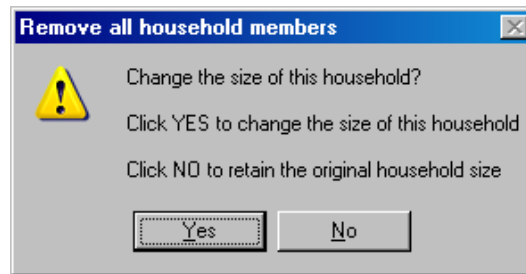 Remove all household members
Change the size of this household?
Click YES to change the size of this household
Click NO to retain the original household size
Yes
No